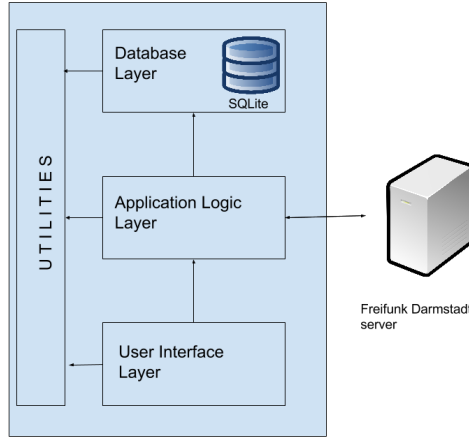 Database
Layer
SQLite
UTILITIES
Application Logic
Layer
Freifunk Darmstadt
server
User Interface
Layer